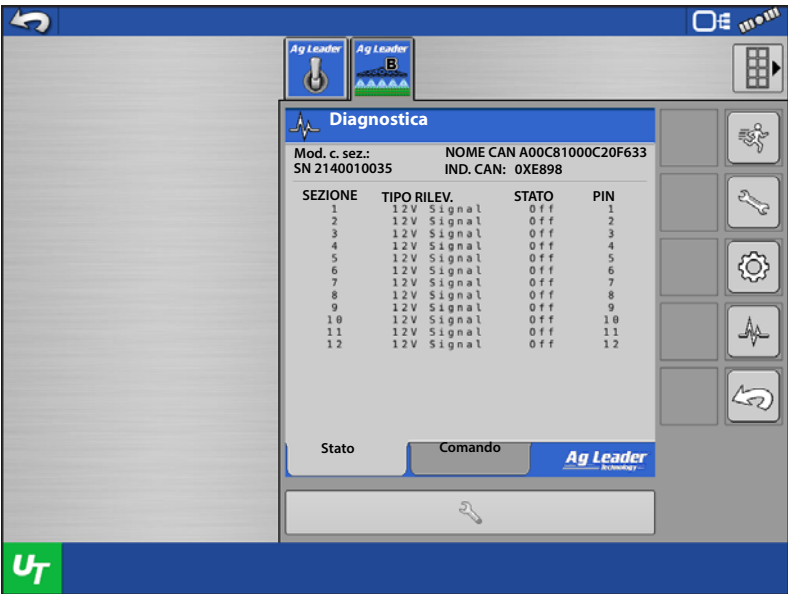 Ag Leader Ag Leader
B
Diagnostica
Mod. c. sez.: NOME CAN A00C81000C20F633
SN 2140010035 IND. CAN: 0XE898
SEZIONE TIPO RILEV. STATO PIN
1 12V Signal Off 1
2 12V Signal Off 2
3 12V Signal Off 3
4 12V Signal Off 4
5 12V Signal Off 5
6 12V Signal Off 6
7 12V Signal Off 7
8 12V Signal Off 8
9 12V Signal Off 9
10 12V Signal Off 10
11 12V Signal Off 11
12 12V Signal Off 12
Stato Comando Ag Leader
Technology
UT